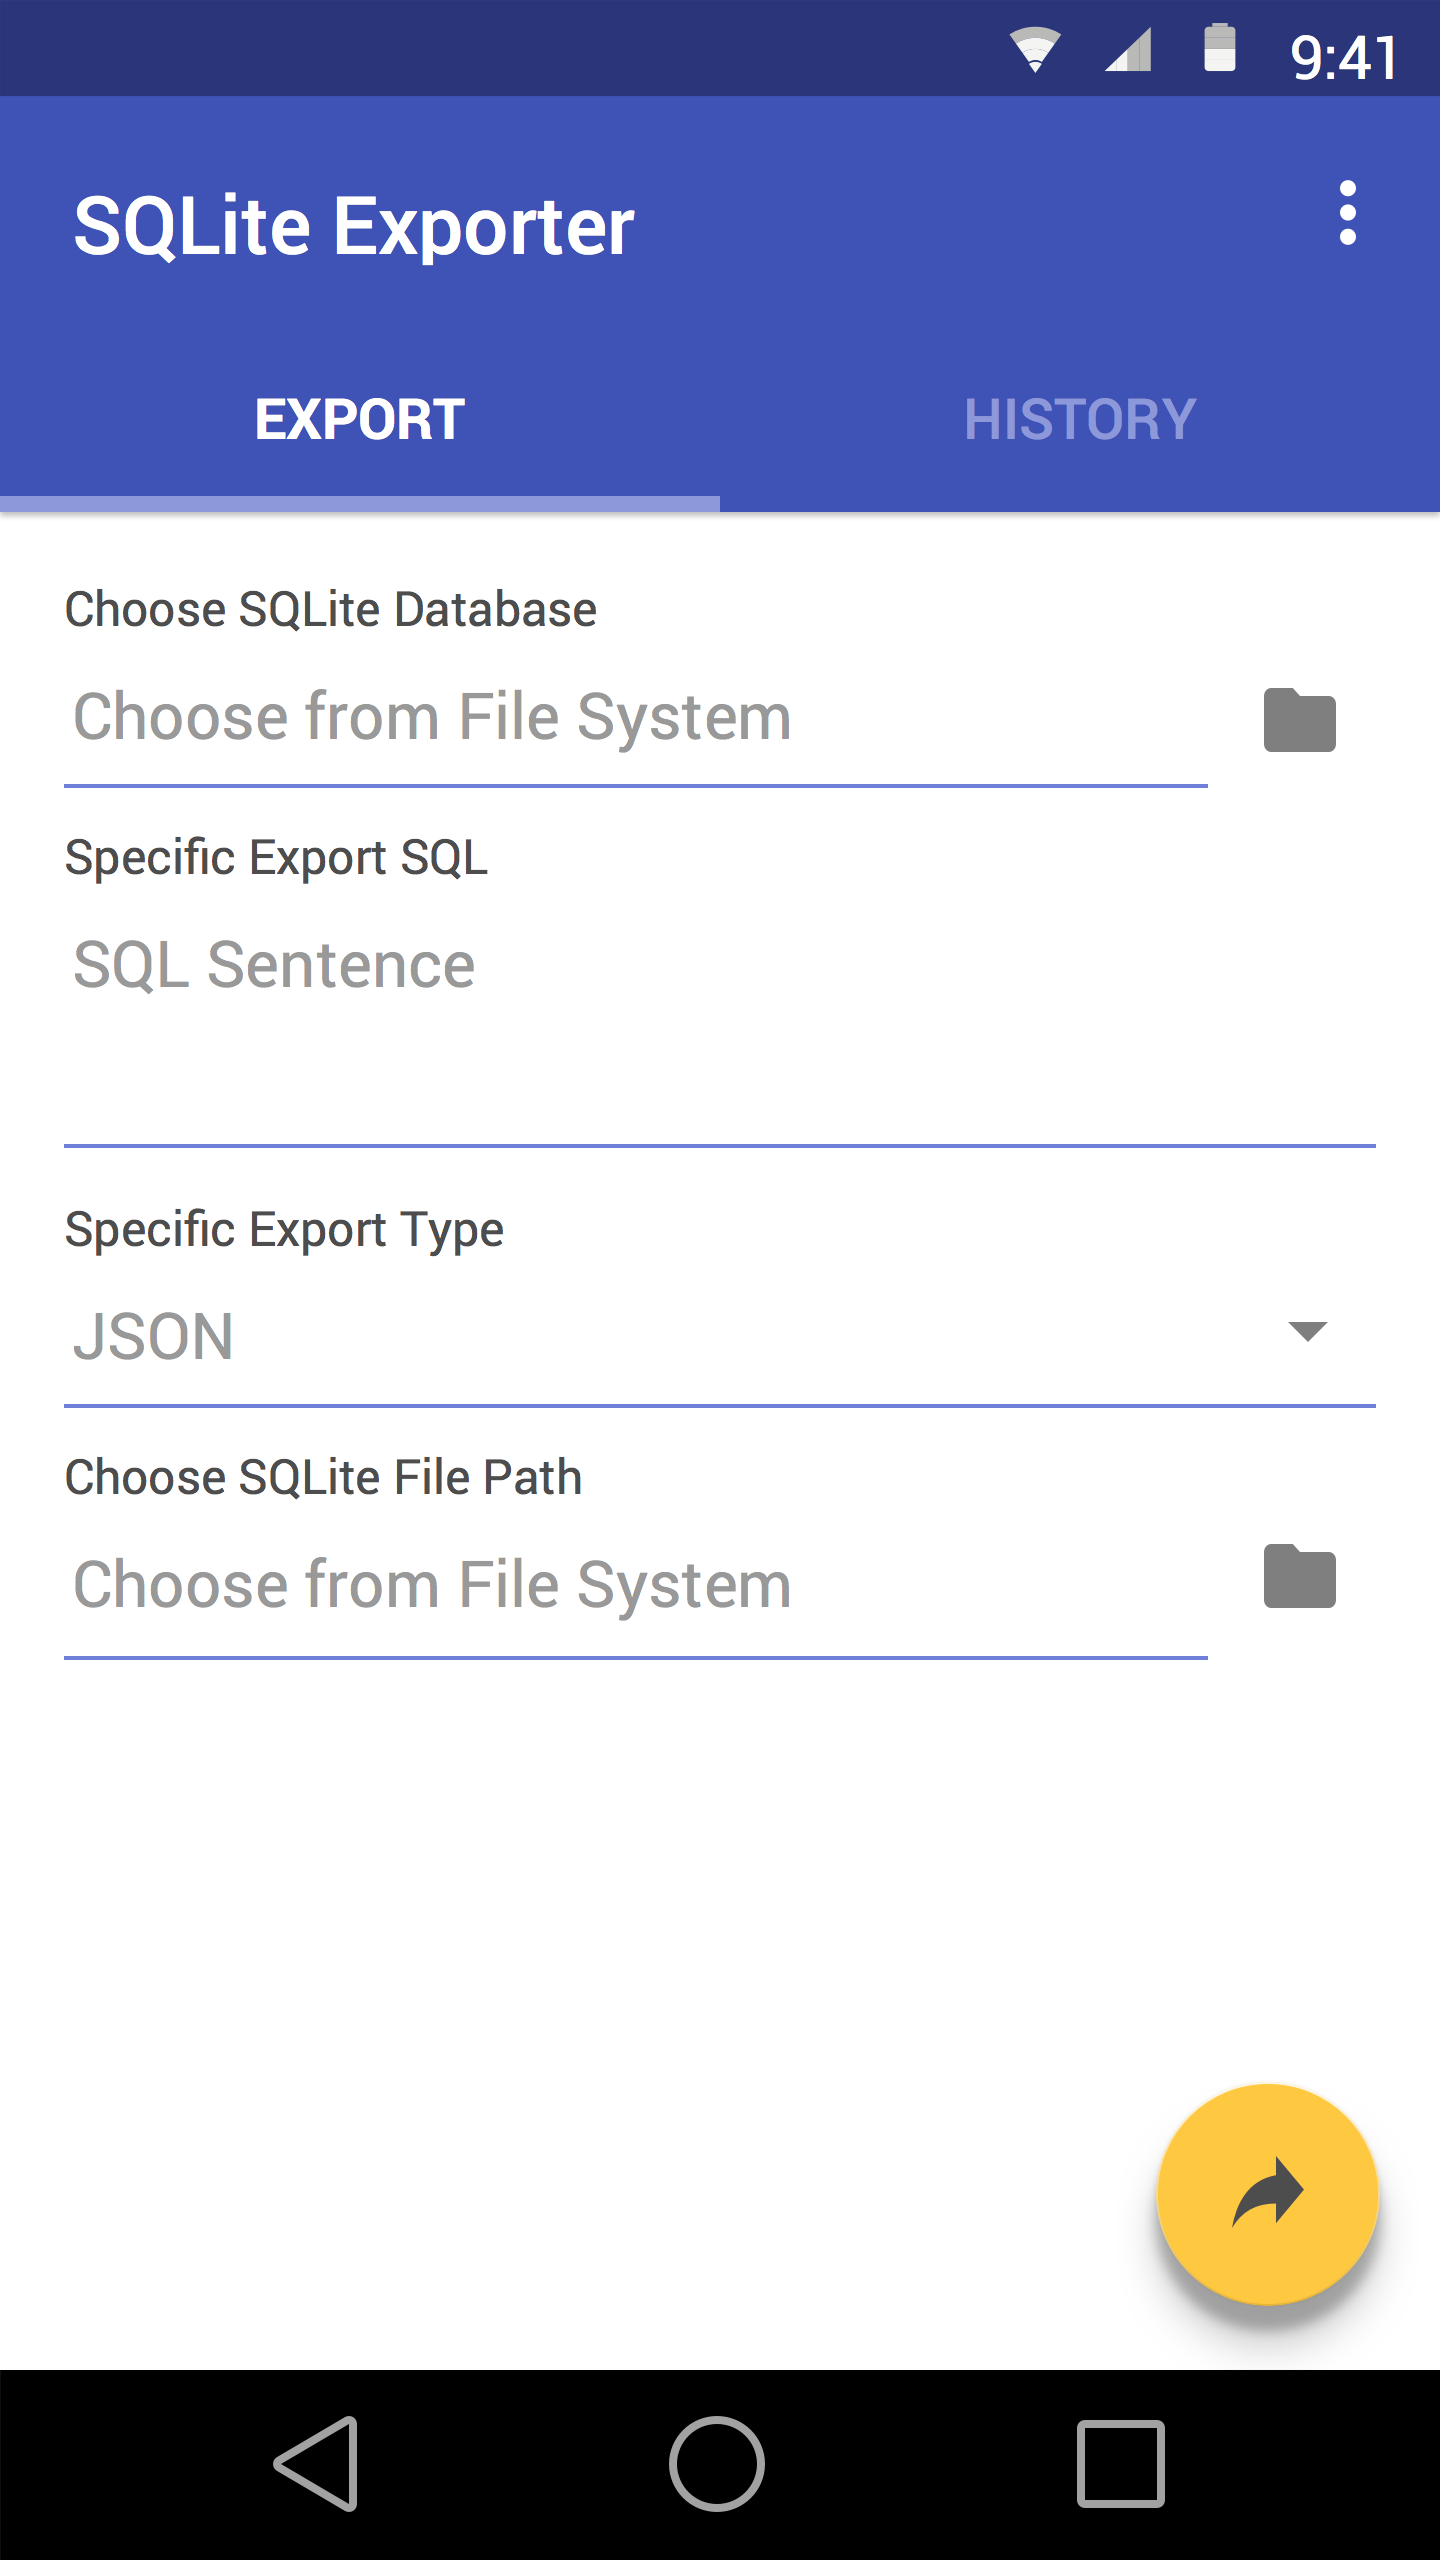 9:41
SQLite Exporter
EXPORT
HISTORY
Choose SQLite Database
Choose from File System
Specific Export SQL
SQL Sentence
Specific Export Type
JSON
Choose SQLite File Path
Choose from File System